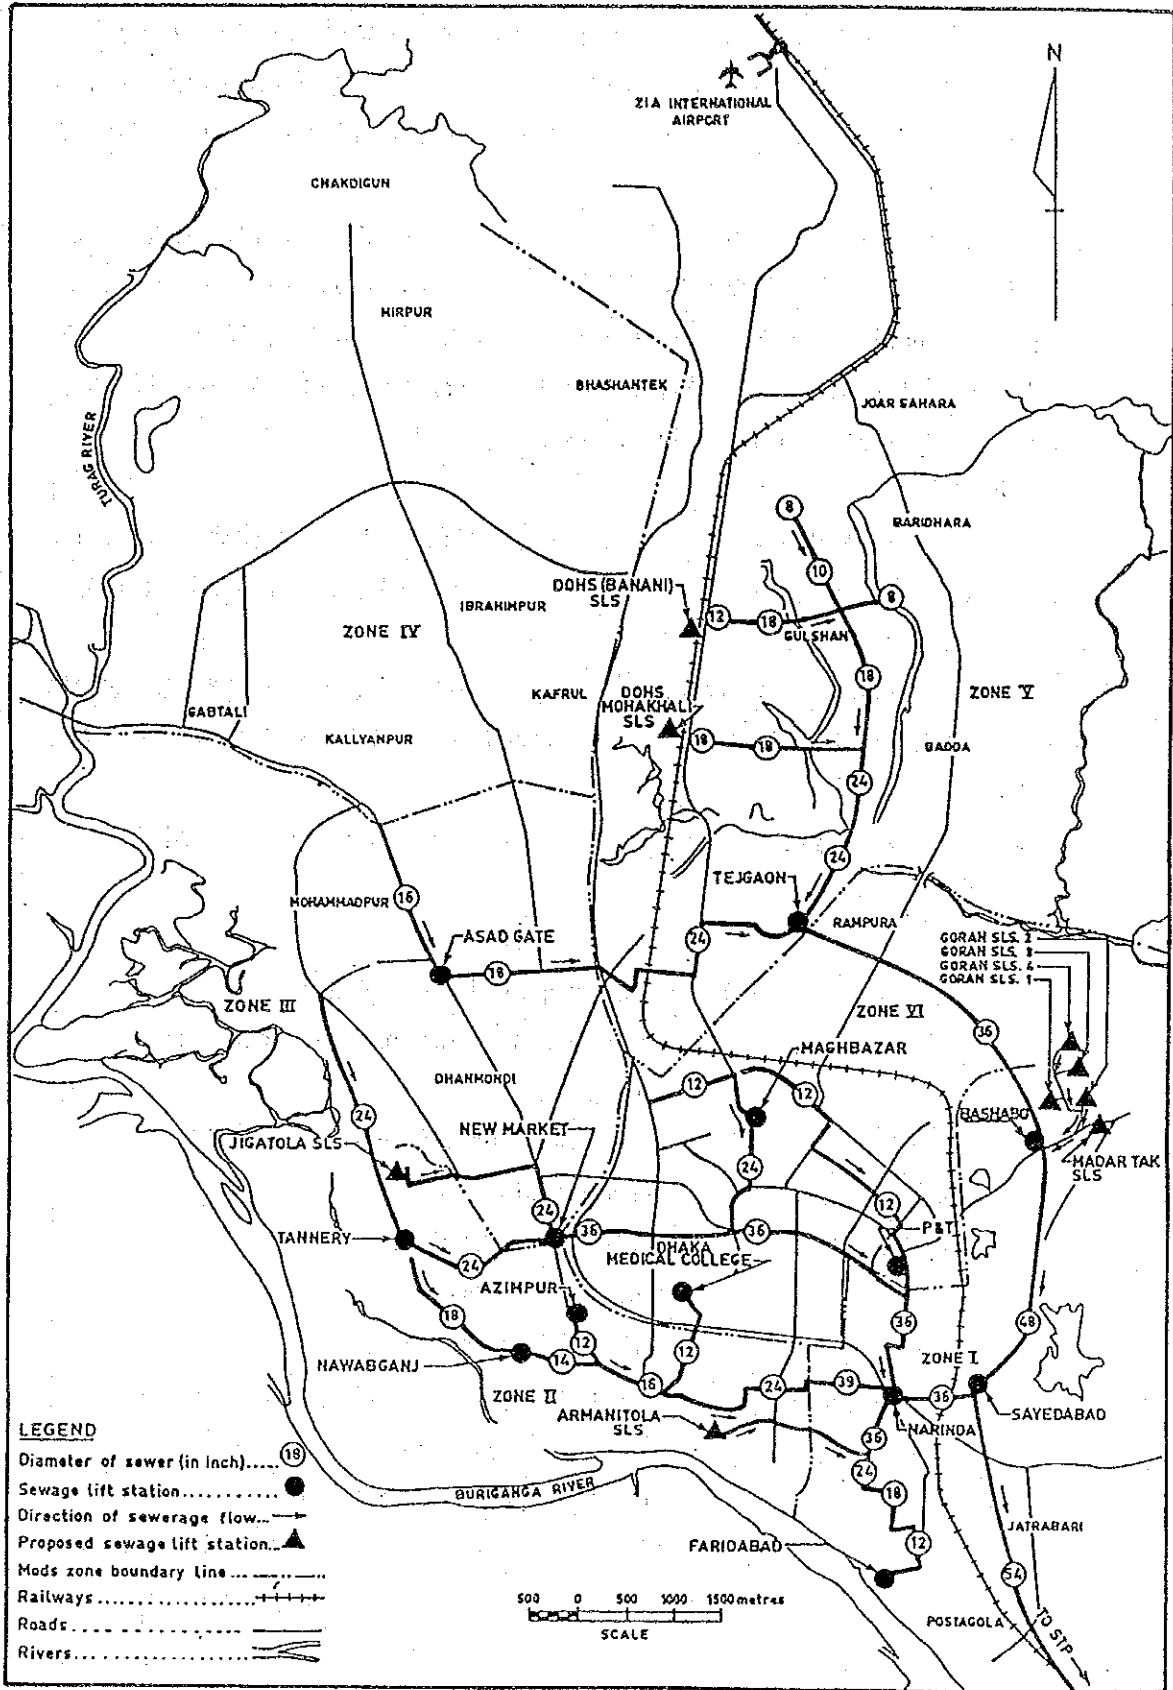 N
ZIA INTERNATIONAL
AIRPORT
CHAKDIGUN
MIRPUR
BHASHANTEK
JOAR SAHARA
TURAG RIVER
8
BARIDHARA
10
DOHS (BANANI)
SLS
IBRAHIMPUR
8
12
18
ZONE IV
GULSHAN
18
KAFRUL
DOHS
MOHAKHALI
SLS
ZONE V
GABTALI
KALLYANPUR
18
18
BADDA
24
24
TEJGAON
MOHAMMADPUR
16
RAMPURA
ASAD GATE
24
GORAN SLS. 2
GORAN SLS. 3
GORAN SLS. 4
GORAN SLS. 1
18
ZONE III
ZONE VI
36
MAGHBAZAR
DHANMONDI
12
12
24
NEW MARKET
BASHABO
JIGATOLA SLS
MADAR TAK
SLS
24
24
12
TANNERY
36
36
P&T
DHAKA
MEDICAL COLLEGE
24
AZIMPUR
18
12
12
36
48
NAWABGANJ
14
ZONE I
ZONE II
16
24
39
36
SAYEDABAD
ARMANITOLA
SLS
NARINDA
36
24
18
BURIGANGA RIVER
JATRABARI
12
FARIDABAD
54
POSTAGOLA
TO STP
LEGEND
Diameter of sewer (in inch).....18
Sewage lift station..........
Direction of sewerage flow...
Proposed sewage lift station...
Mods zone boundary line ...
Railways..............
Roads..............
Rivers..............
500 0 500 1000 1500 metres
SCALE